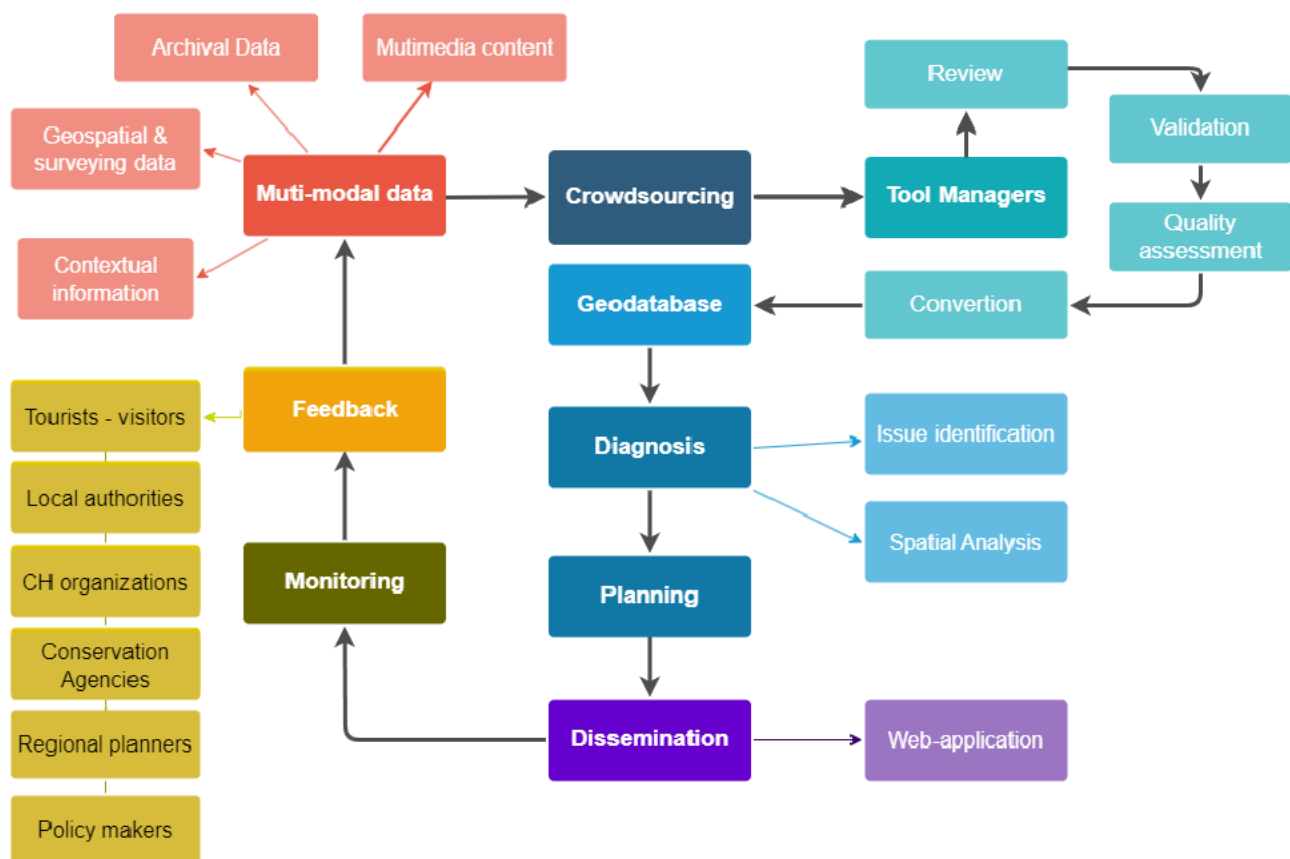 Archival Data
Mutimedia content
Review
Geospatial &
surveying data
Validation
Muti-modal data
Crowdsourcing
Tool Managers
Quality
assessment
Contextual
information
Geodatabase
Convertion
Tourists - visitors
Feedback
Diagnosis
Issue identification
Local authorities
Spatial Analysis
CH organizations
Monitoring
Planning
Conservation
Agencies
Regional planners
Dissemination
Web-application
Policy makers